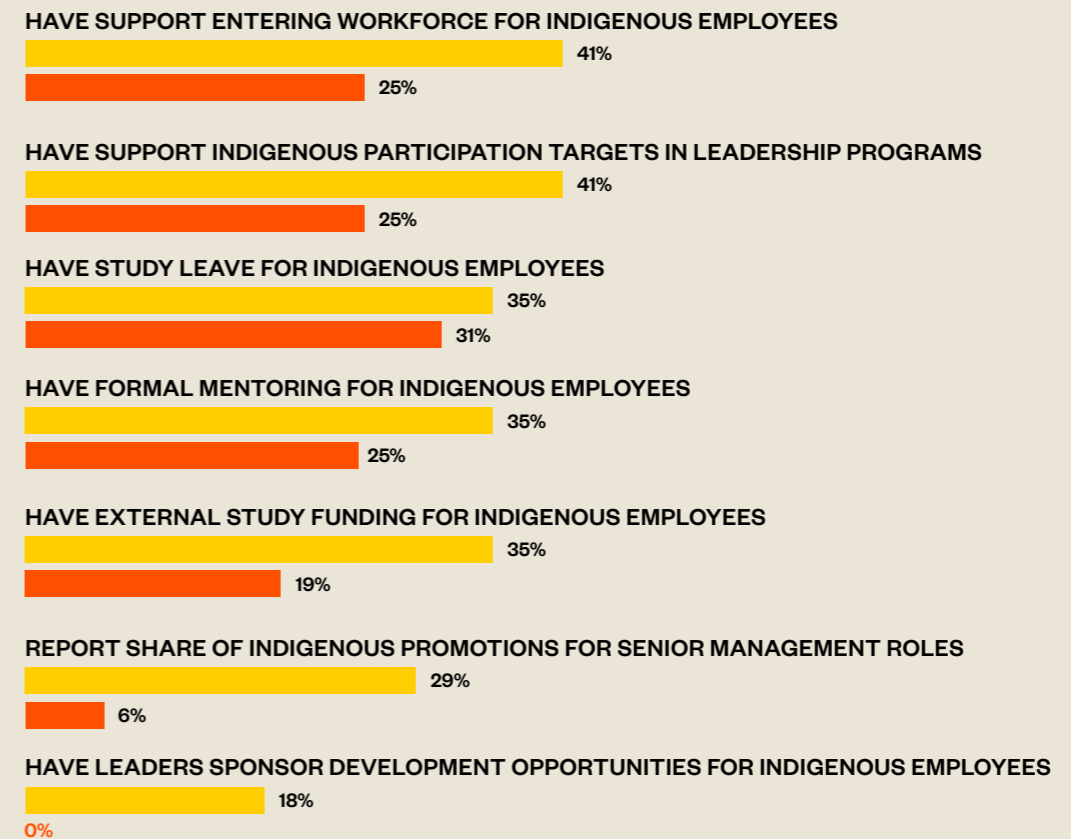 HAVE SUPPORT ENTERING WORKFORCE FOR INDIGENOUS EMPLOYEES
41%
25%
HAVE SUPPORT INDIGENOUS PARTICIPATION TARGETS IN LEADERSHIP PROGRAMS
41%
25%
HAVE STUDY LEAVE FOR INDIGENOUS EMPLOYEES
35%
31%
HAVE FORMAL MENTORING FOR INDIGENOUS EMPLOYEES
35%
25%
HAVE EXTERNAL STUDY FUNDING FOR INDIGENOUS EMPLOYEES
35%
19%
REPORT SHARE OF INDIGENOUS PROMOTIONS FOR SENIOR MANAGEMENT ROLES
29%
6%
HAVE LEADERS SPONSOR DEVELOPMENT OPPORTUNITIES FOR INDIGENOUS EMPLOYEES
18%
0%